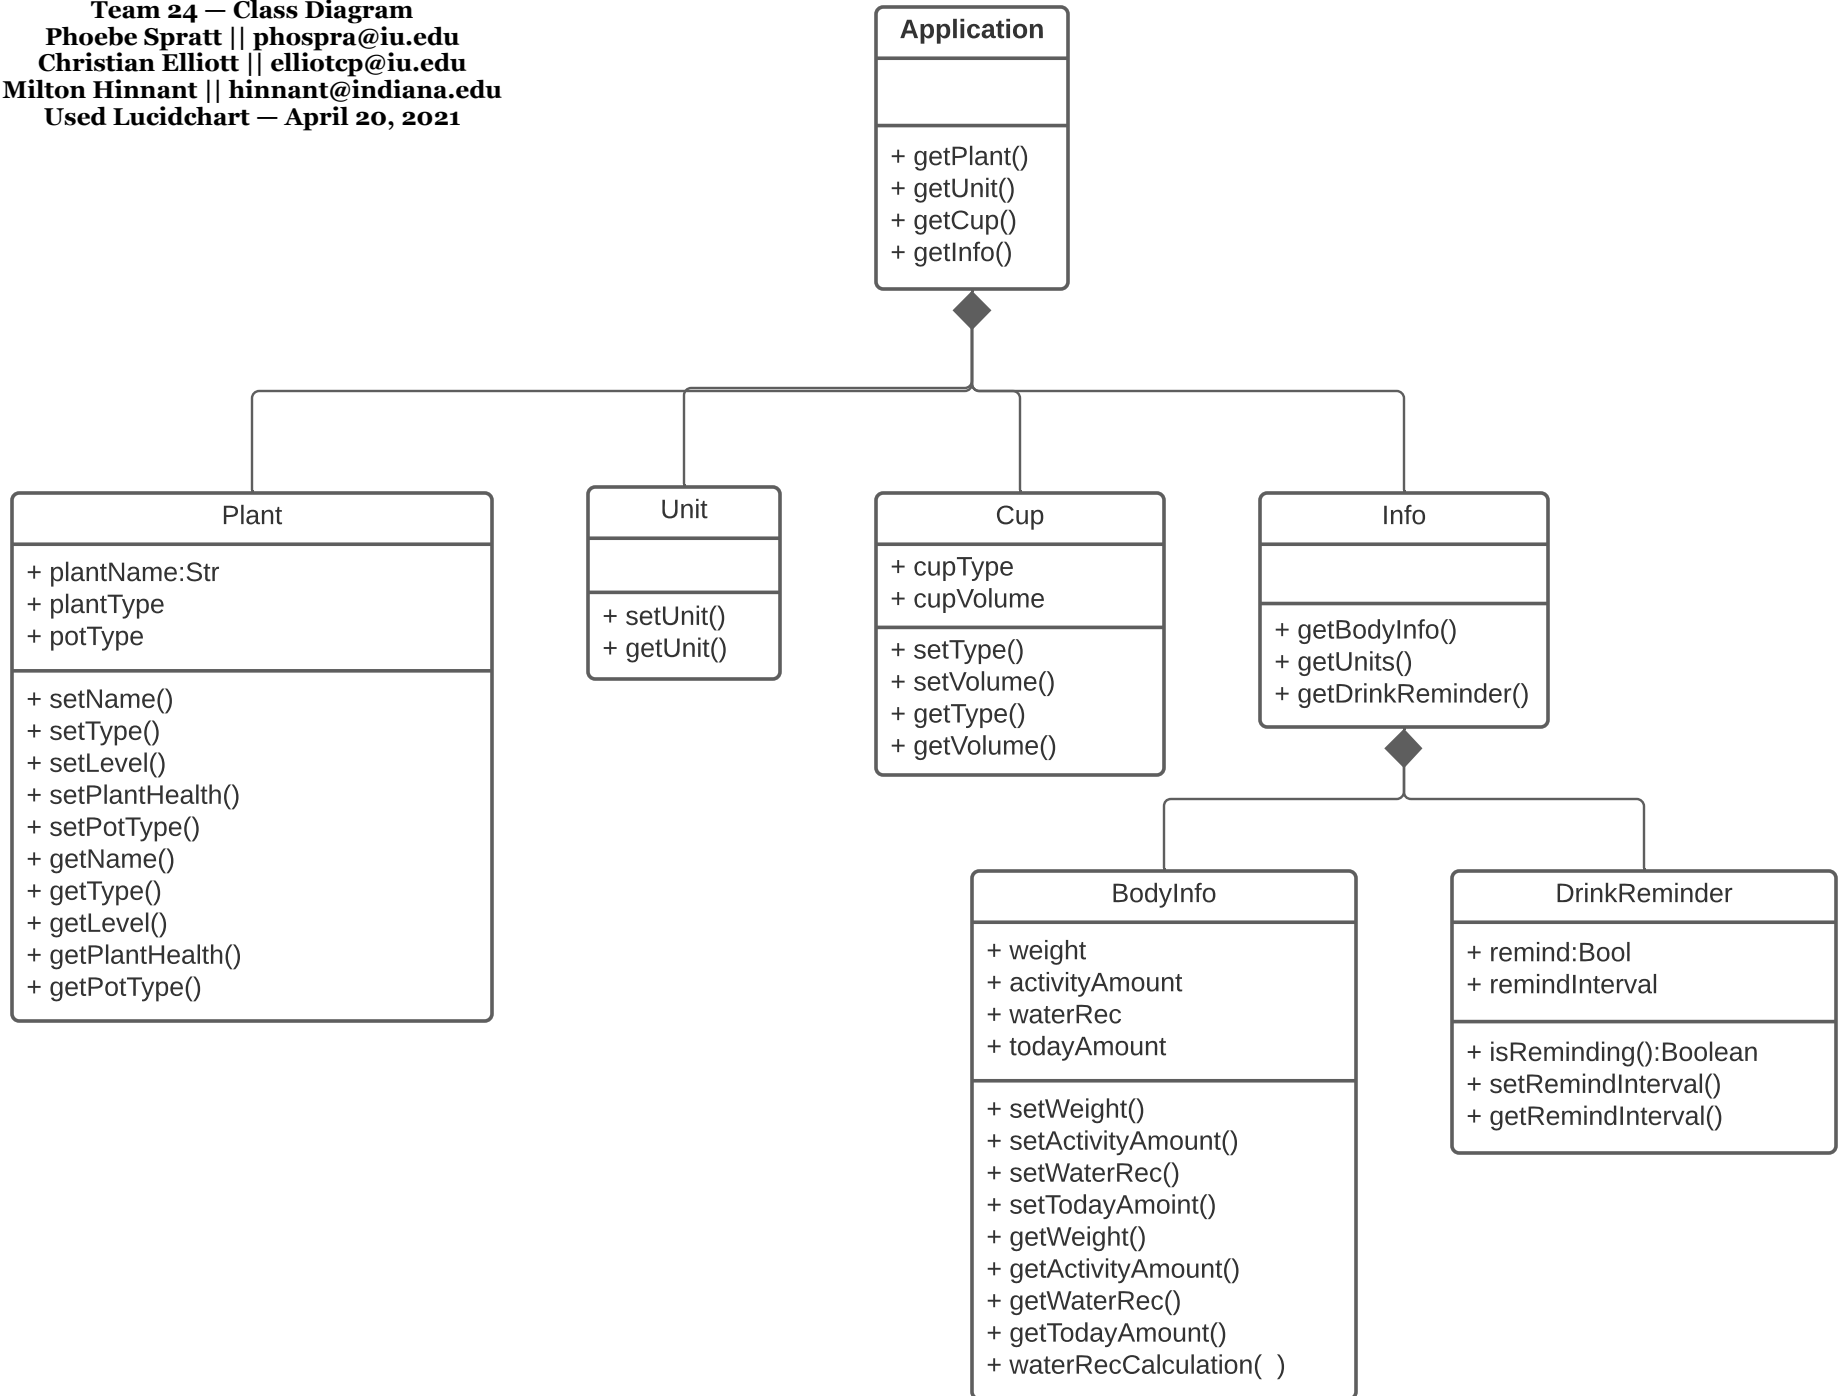 Team 24 — Class Diagram
Phoebe Spratt || phospra@iu.edu
Christian Elliott || elliotcp@iu.edu
Milton Hinnant || hinnant@indiana.edu
Used Lucidchart — April 20, 2021
Application
+ getPlant()
+ getUnit()
+ getCup()
+ getInfo()
Plant
+ plantName:Str
+ plantType
+ potType
+ setName()
+ setType()
+ setLevel()
+ setPlantHealth()
+ setPotType()
+ getName()
+ getType()
+ getLevel()
+ getPlantHealth()
+ getPotType()
Unit
+ setUnit()
+ getUnit()
Cup
+ cupType
+ cupVolume
+ setType()
+ setVolume()
+ getType()
+ getVolume()
Info
+ getBodyInfo()
+ getUnits()
+ getDrinkReminder()
BodyInfo
+ weight
+ activityAmount
+ waterRec
+ todayAmount
+ setWeight()
+ setActivityAmount()
+ setWaterRec()
+ setTodayAmoint()
+ getWeight()
+ getActivityAmount()
+ getWaterRec()
+ getTodayAmount()
+ waterRecCalculation(  )
DrinkReminder
+ remind:Bool
+ remindInterval
+ isReminding():Boolean
+ setRemindInterval()
+ getRemindInterval()